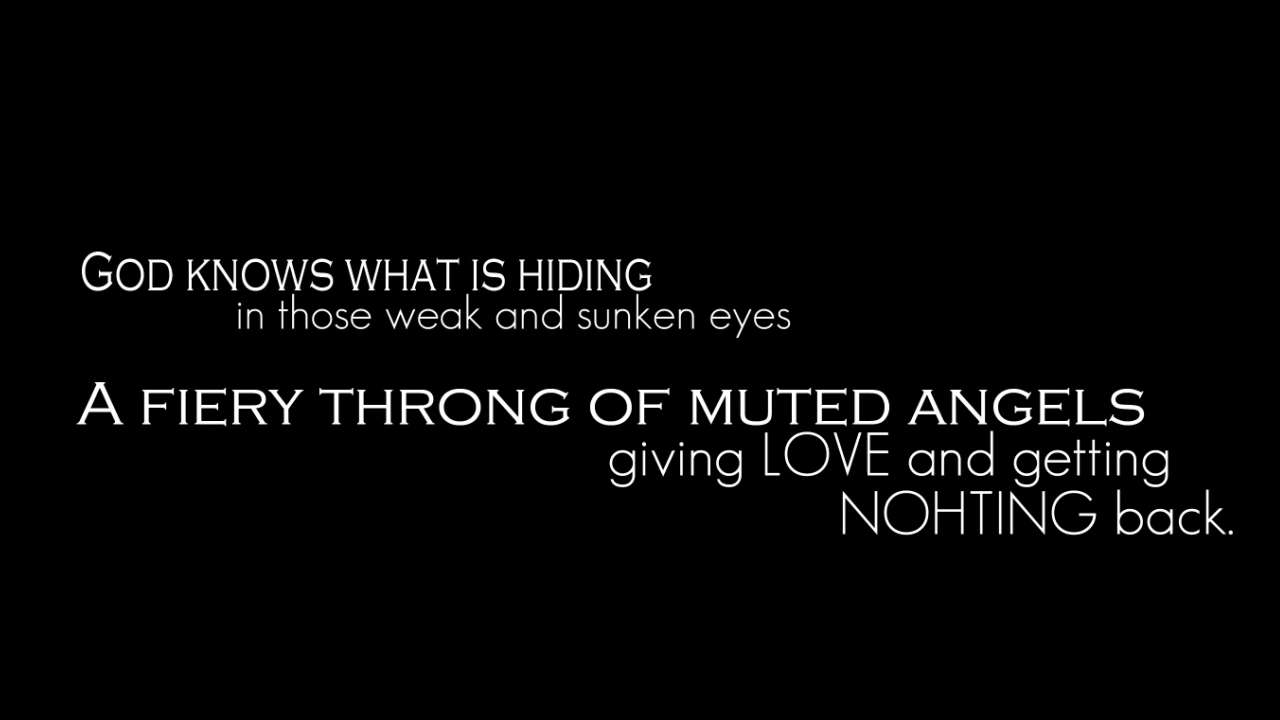 GOD KNOWS WHAT IS HIDING
in those weak and sunken eyes
A FIERY THRONG OF MUTED ANGELS
giving LOVE and getting
NOHTING back.